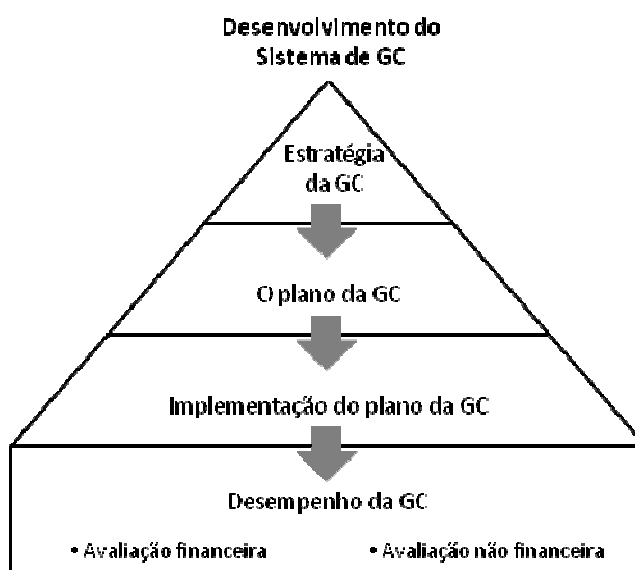 Desenvolvimento do
Sistema de GC
Estratégia
da GC
O plano da GC
Implementação do plano da GC
Desempenho da GC
• Avaliação financeira • Avaliação não financeira